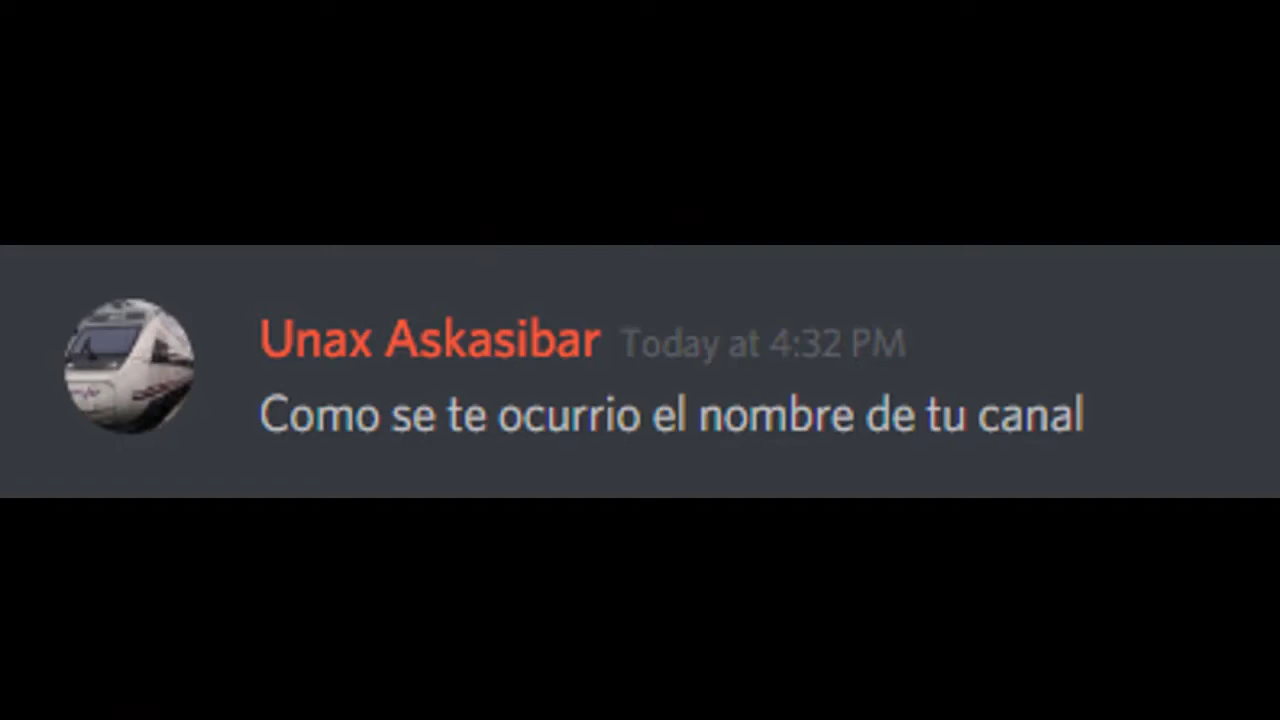 Unax Askasibar Today at 4:32 PM
Como se te ocurrio el nombre de tu canal